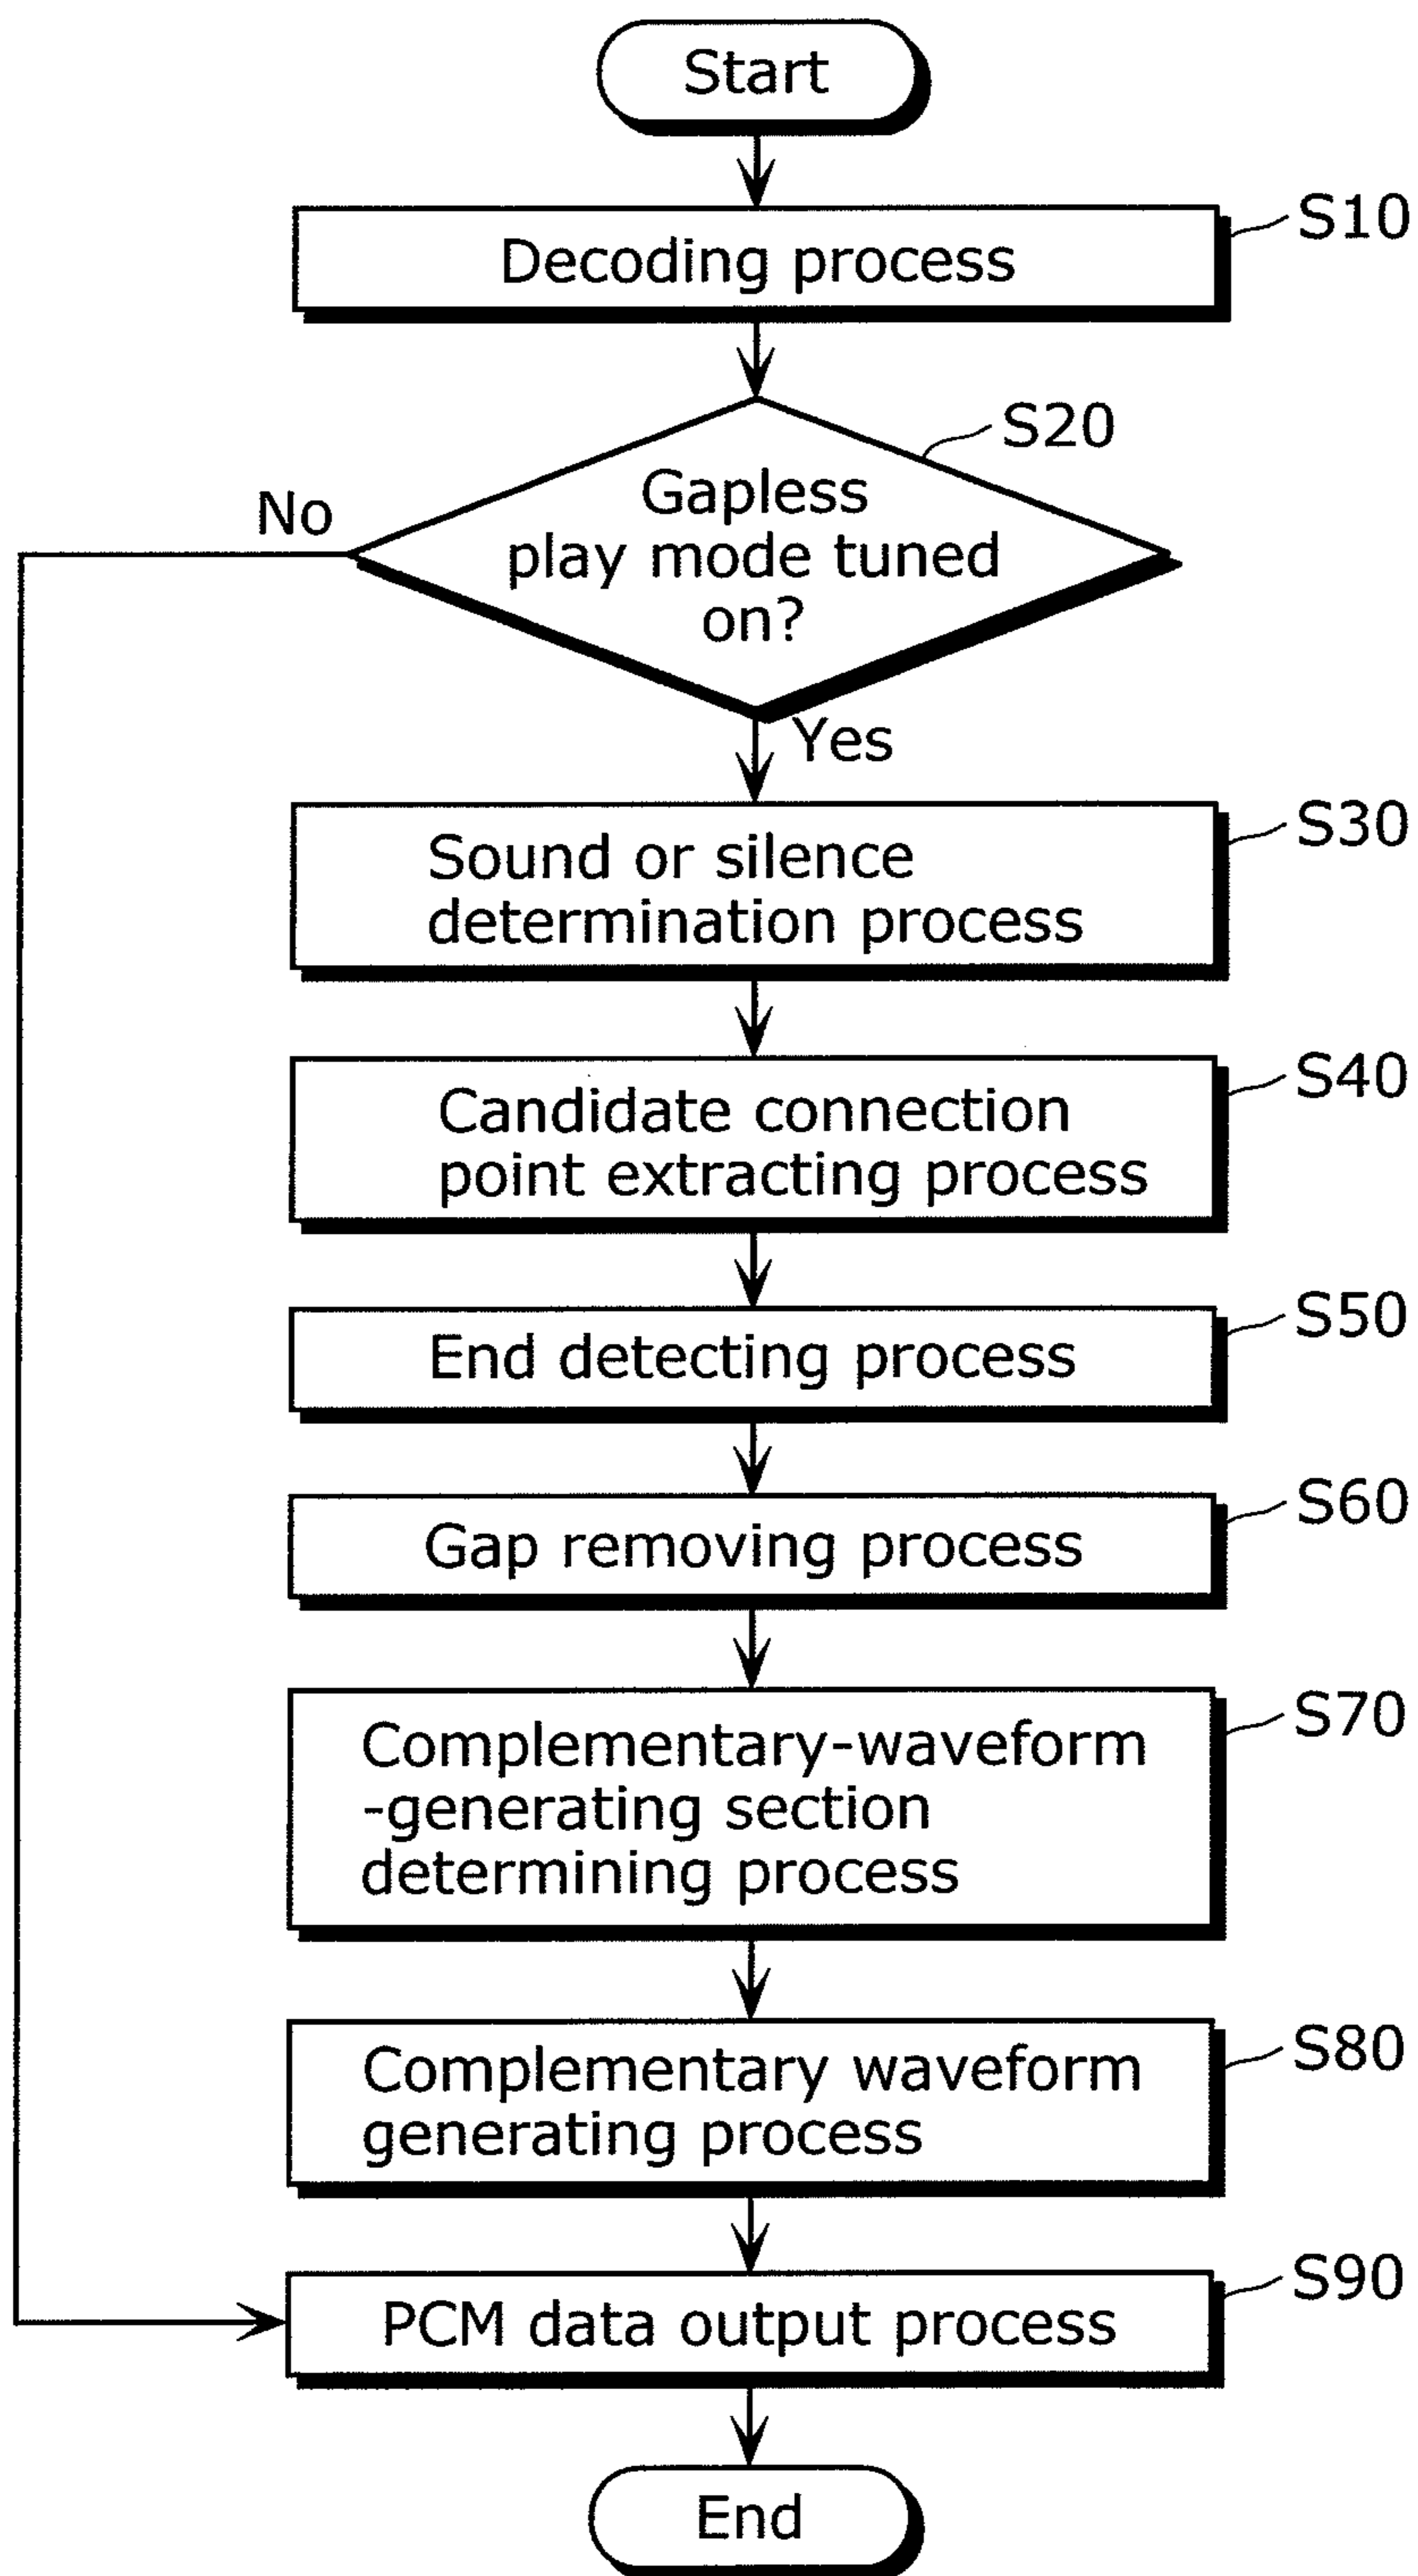 Start
S10
Decoding process
S20
No
Gapless
play mode tuned
on?
Yes
S30
Sound or silence
determination process
S40
Candidate connection
point extracting process
S50
End detecting process
S60
Gap removing process
S70
Complementary-waveform
-generating section
determining process
S80
Complementary waveform
generating process
S90
PCM data output process
End